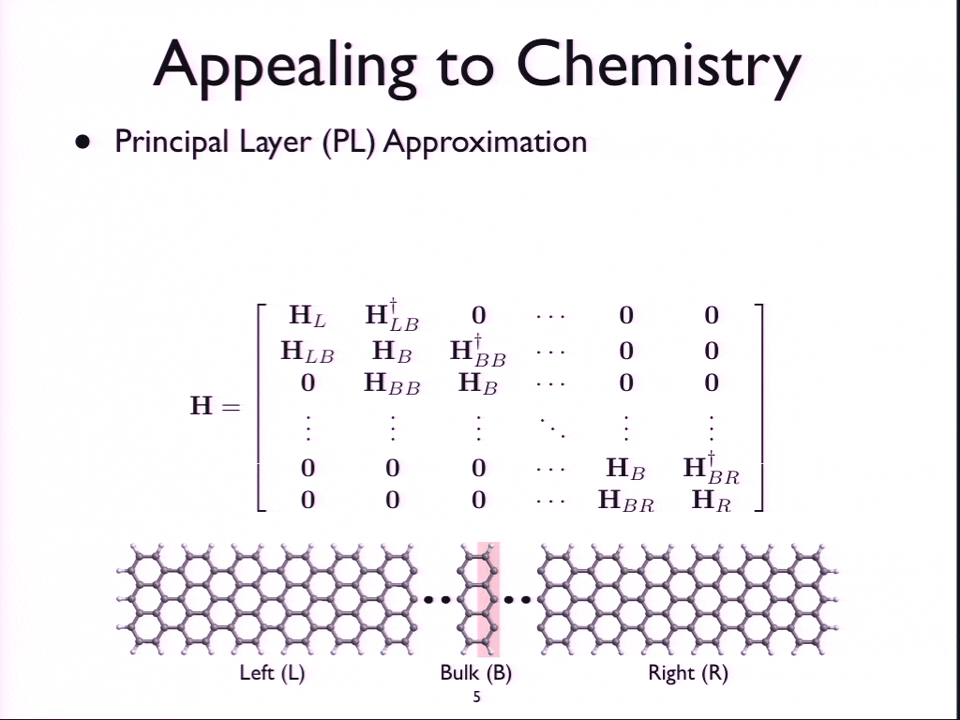 Appealing to Chemistry
• Principal Layer (PL) Approximation
H_L H†_LB 0 ⋯ 0 0
H_LB H_B H†_BB ⋯ 0 0
0 H_BB H_B ⋯ 0 0
H =
⋮ ⋮ ⋮ ⋱ ⋮ ⋮
0 0 0 ⋯ H_B H†_BR
0 0 0 ⋯ H_BR H_R
Left (L) Bulk (B) Right (R)
5